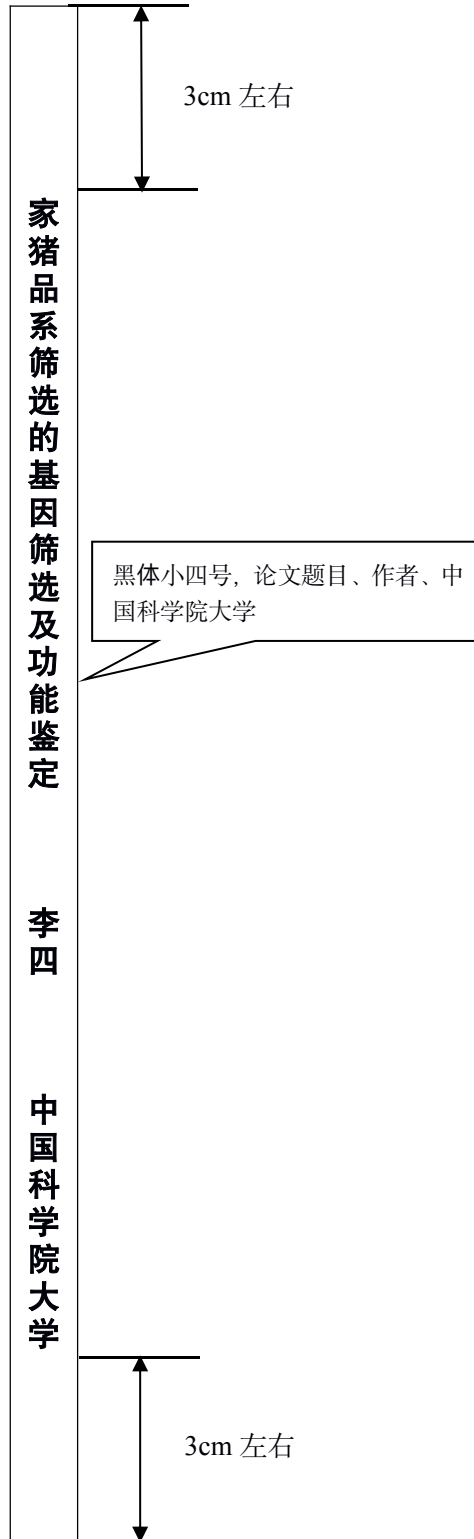 3cm 左右
家猪品系筛选的基因筛选及功能鉴定
黑体小四号，论文题目、作者、中
国科学院大学
李四
中国科学院大学
3cm 左右